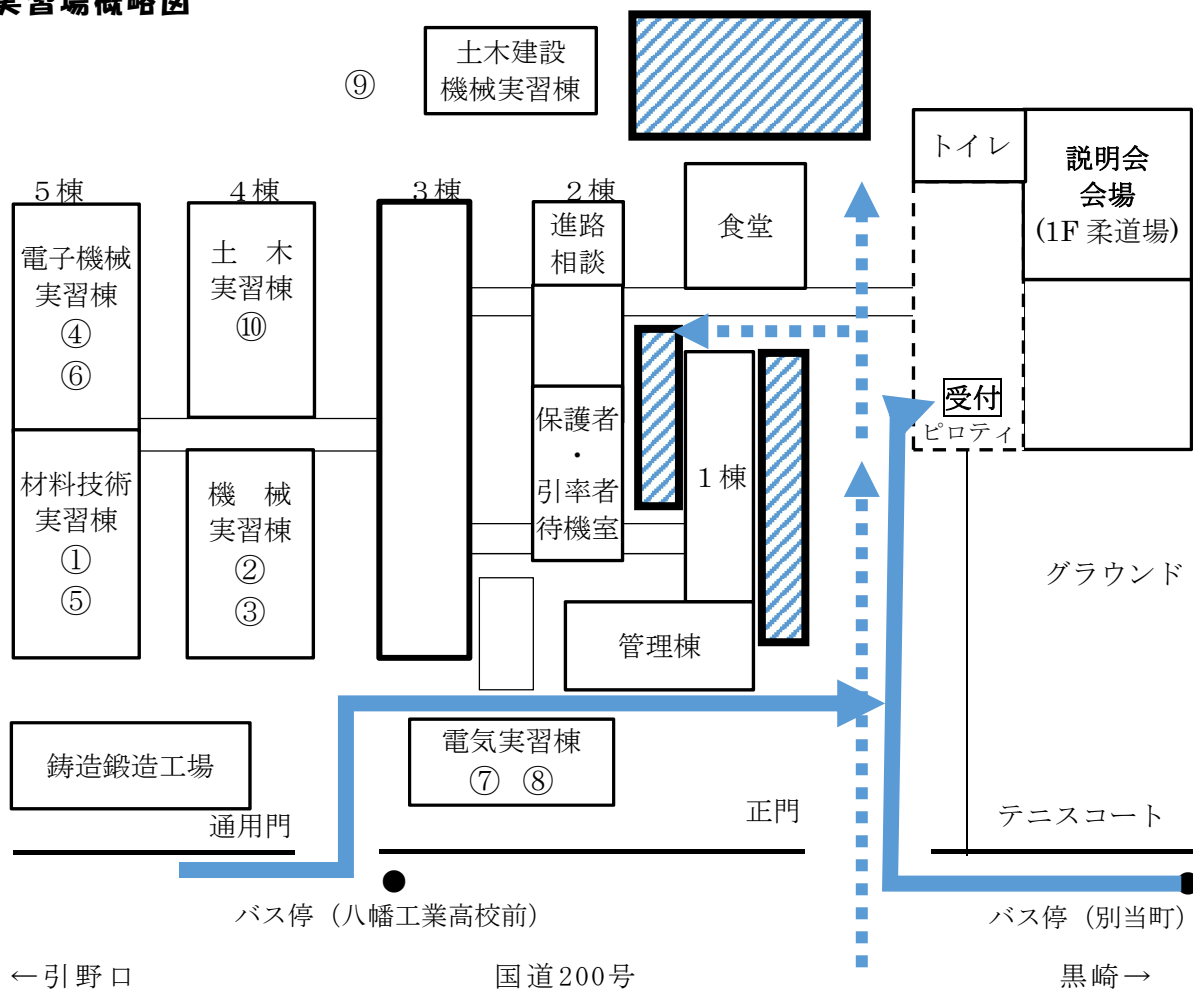 実習場概略図
土木建設
機械実習棟
⑨
トイレ
説明会
会場
(1F 柔道場)
5棟
4棟
3棟
2棟
進路
相談
食堂
電子機械
実習棟
④
⑥
土 木
実習棟
⑩
受付
ピロティ
保護者
・
引率者
待機室
1棟
材料技術
実習棟
①
⑤
機 械
実習棟
②
③
グラウンド
管理棟
鋳造鍛造工場
電気実習棟
⑦ ⑧
通用門
正門
テニスコート
バス停（八幡工業高校前）
バス停（別当町）
←引野口
国道200号
黒崎→